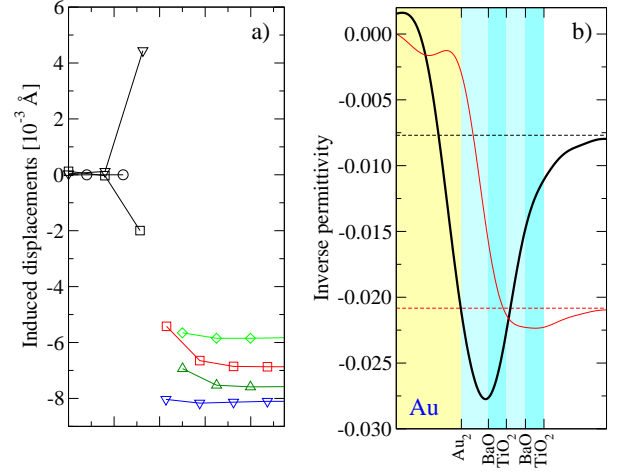 6
4
2
0
-2
-4
-6
-8
Induced displacements [10⁻³ Å]
a)
0.000
-0.005
-0.010
-0.015
-0.020
-0.025
-0.030
Inverse permittivity
b)
Au
Au₂
BaO
TiO₂
BaO
TiO₂